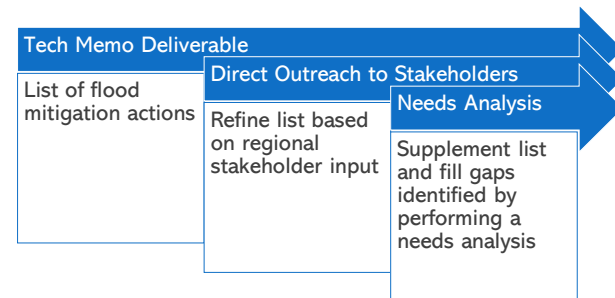 Tech Memo Deliverable
List of flood
mitigation actions
Direct Outreach to Stakeholders
Refine list based
on regional
stakeholder input
Needs Analysis
Supplement list
and fill gaps
identified by
performing a
needs analysis